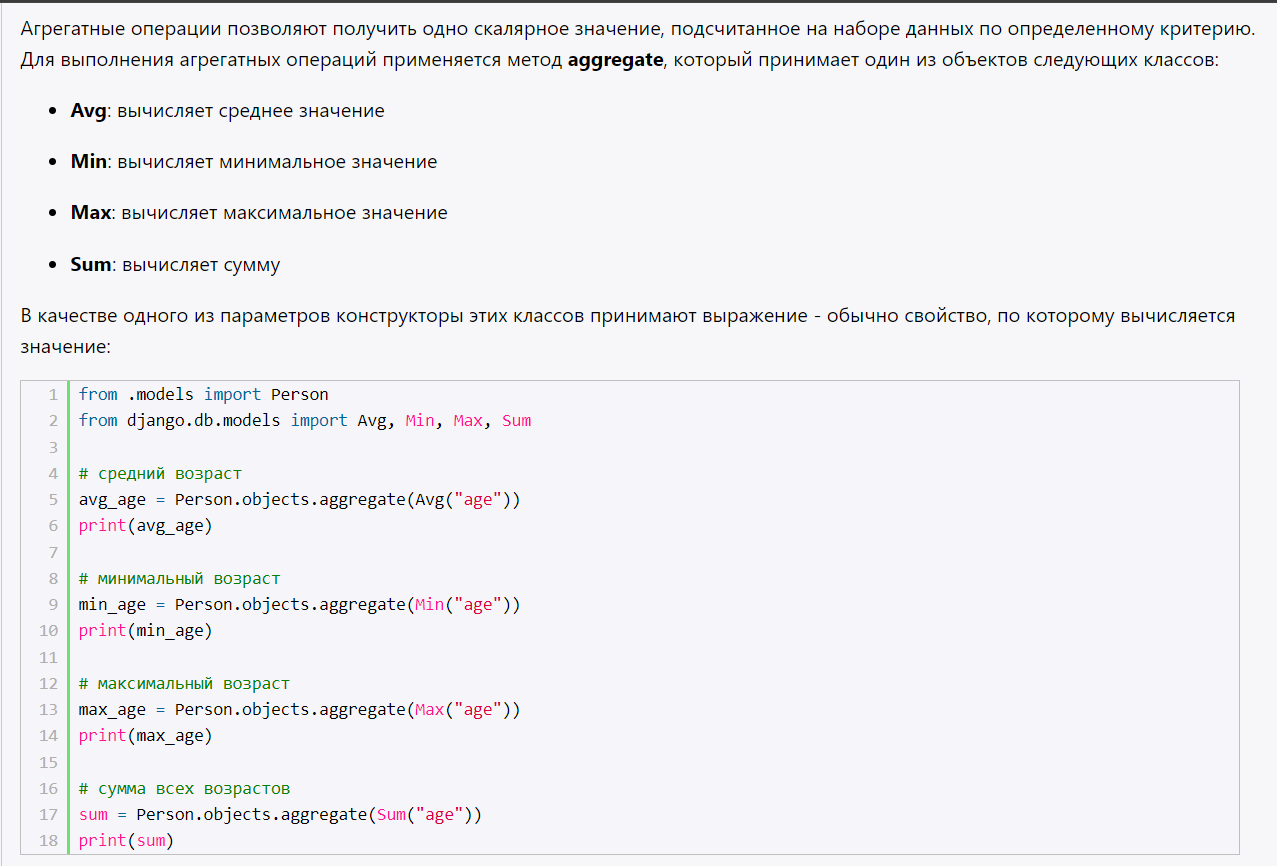 Агрегатные операции позволяют получить одно скалярное значение, подсчитанное на наборе данных по определенному критерию.
Для выполнения агрегатных операций применяется метод aggregate, который принимает один из объектов следующих классов:
• Avg: вычисляет среднее значение
• Min: вычисляет минимальное значение
• Max: вычисляет максимальное значение
• Sum: вычисляет сумму
В качестве одного из параметров конструкторы этих классов принимают выражение - обычно свойство, по которому вычисляется
значение:
1 from .models import Person
2 from django.db.models import Avg, Min, Max, Sum
3
4 # средний возраст
5 avg_age = Person.objects.aggregate(Avg("age"))
6 print(avg_age)
7
8 # минимальный возраст
9 min_age = Person.objects.aggregate(Min("age"))
10 print(min_age)
11
12 # максимальный возраст
13 max_age = Person.objects.aggregate(Max("age"))
14 print(max_age)
15
16 # сумма всех возрастов
17 sum = Person.objects.aggregate(Sum("age"))
18 print(sum)